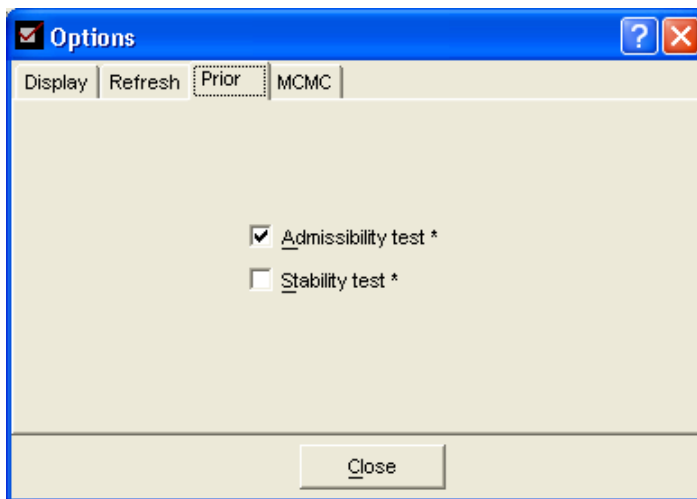 Options
Display Refresh Prior MCMC
Admissibility test *
Stability test *
Close